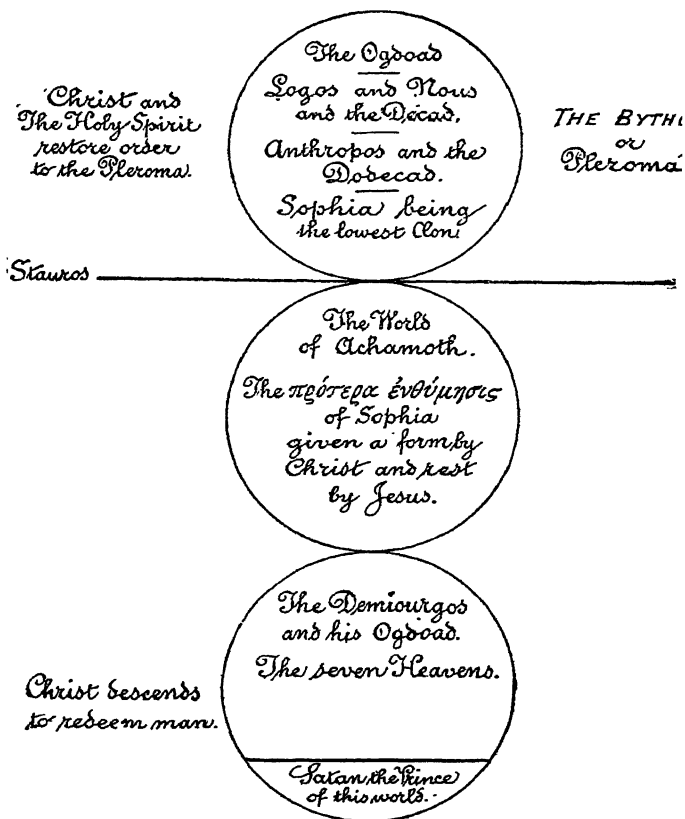 The Ogdoad
Logos and Nous
and the Decad.
Anthropos and the
Dodecad.
Sophia being
the lowest Æon.
Christ and
The Holy Spirit
restore order
to the Pleroma.
THE BYTH
or
Pleroma
Stauros
The World
of Achamoth.
The πρότερα ἐνθύμησις
of Sophia
given a form by
Christ and rest
by Jesus.
The Demiourgos
and his Ogdoad.
The seven Heavens.
Christ descends
to redeem man.
Satan, the Prince
of this world.